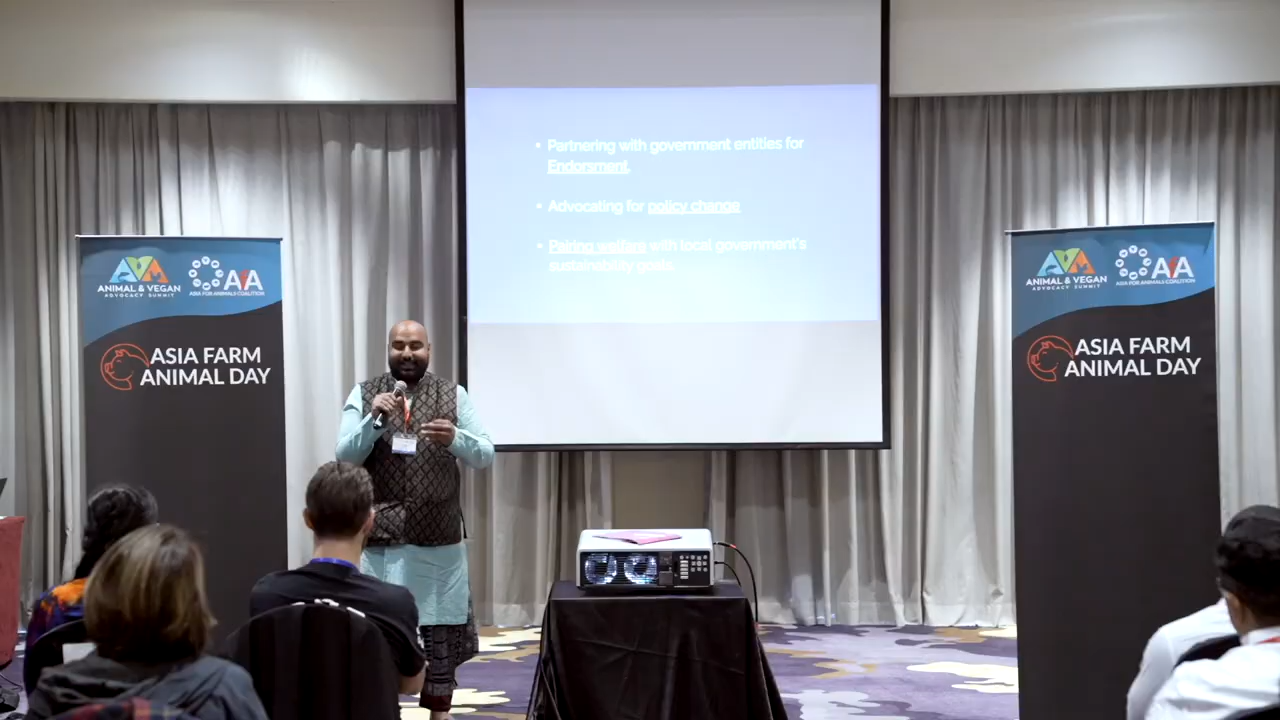 • Partnering with government entities for
Endorsment.
• Advocating for policy change
• Pairing welfare with local government's
sustainability goals
ANIMAL & VEGAN
ADVOCACY SUMMIT
AfA
ASIA FOR ANIMALS COALITION
ASIA FARM
ANIMAL DAY
ANIMAL & VEGAN
ADVOCACY SUMMIT
AfA
ASIA FOR ANIMALS COALITION
ASIA FARM
ANIMAL DAY